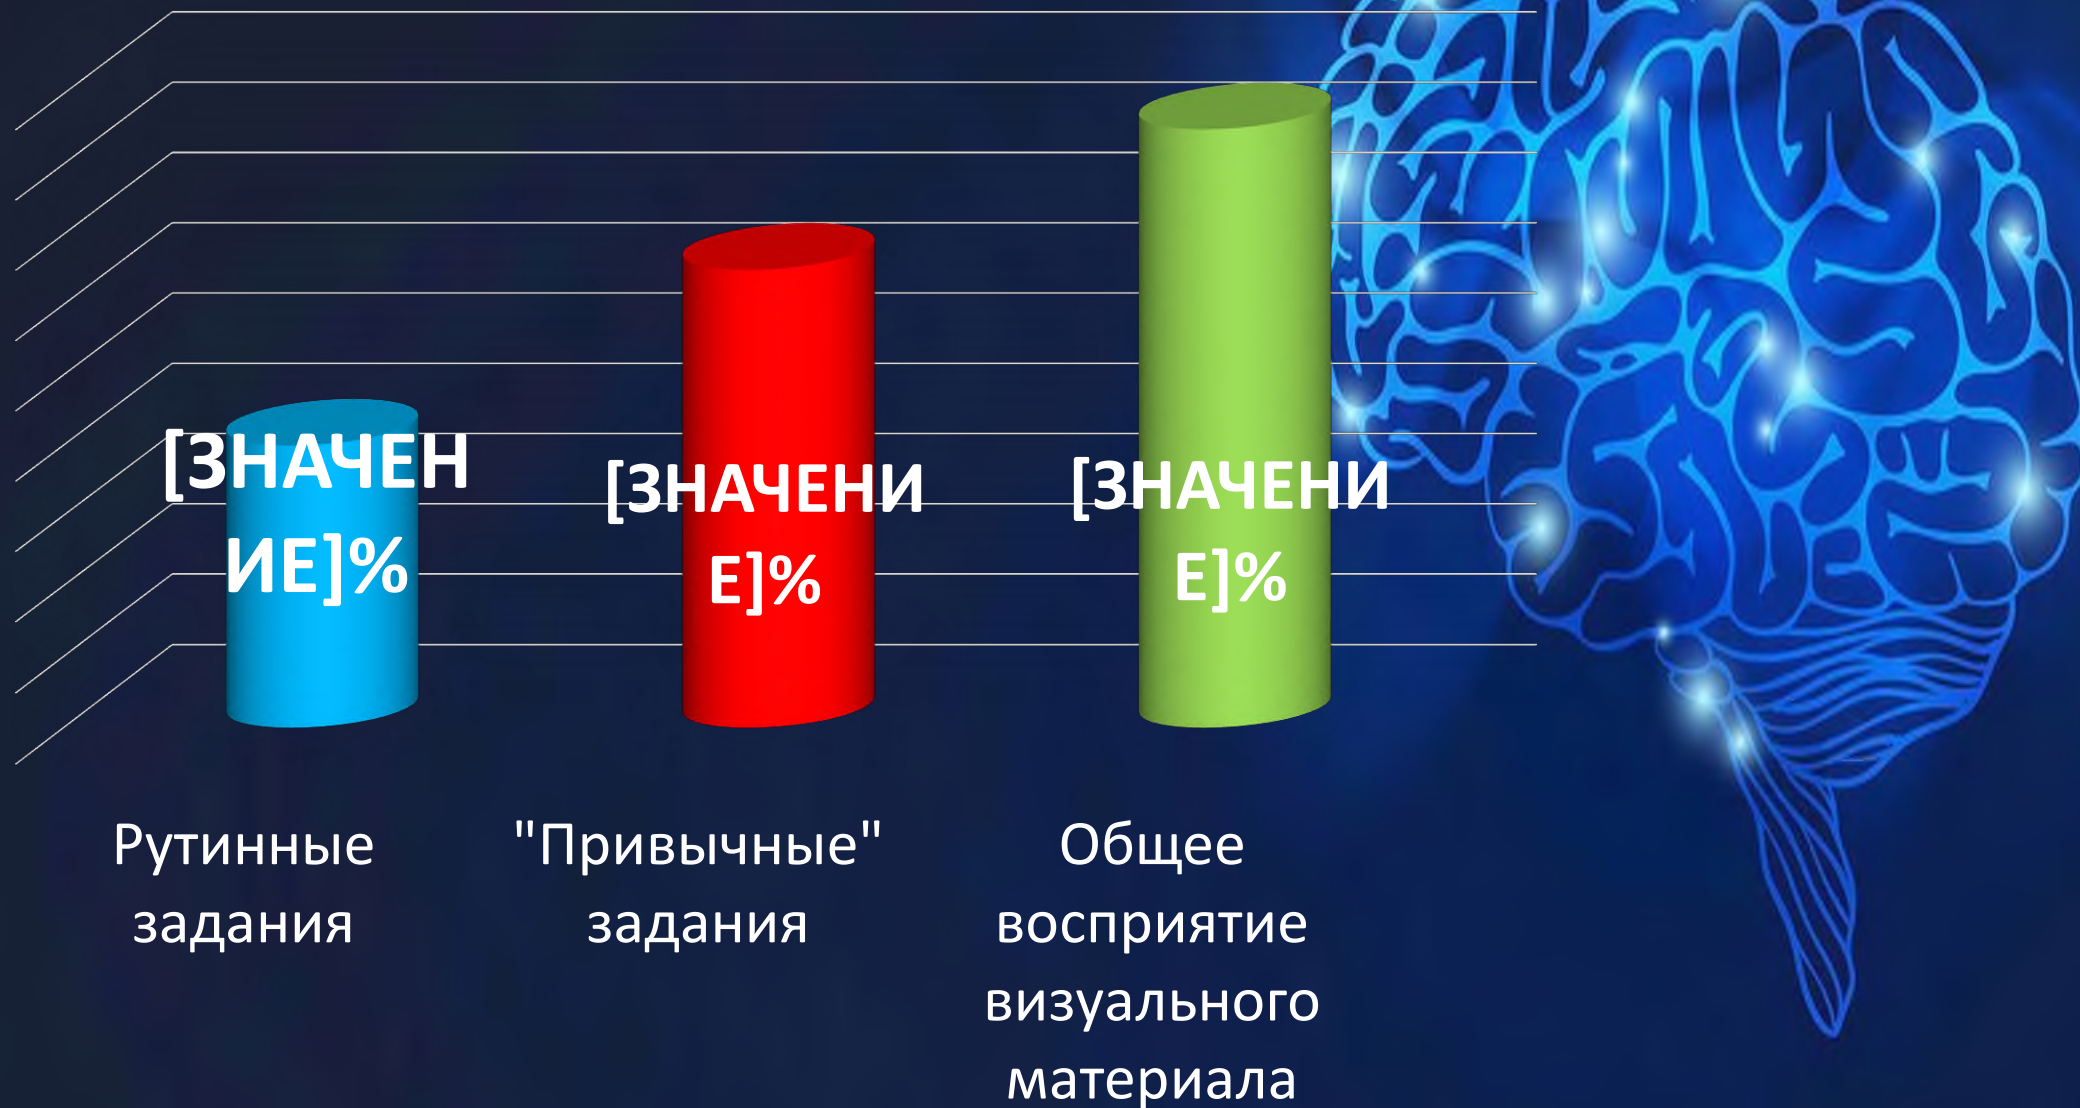 [ЗНАЧЕН
ИЕ]%
[ЗНАЧЕНИ
Е]%
[ЗНАЧЕНИ
Е]%
Рутинные
задания
"Привычные"
задания
Общее
восприятие
визуального
материала